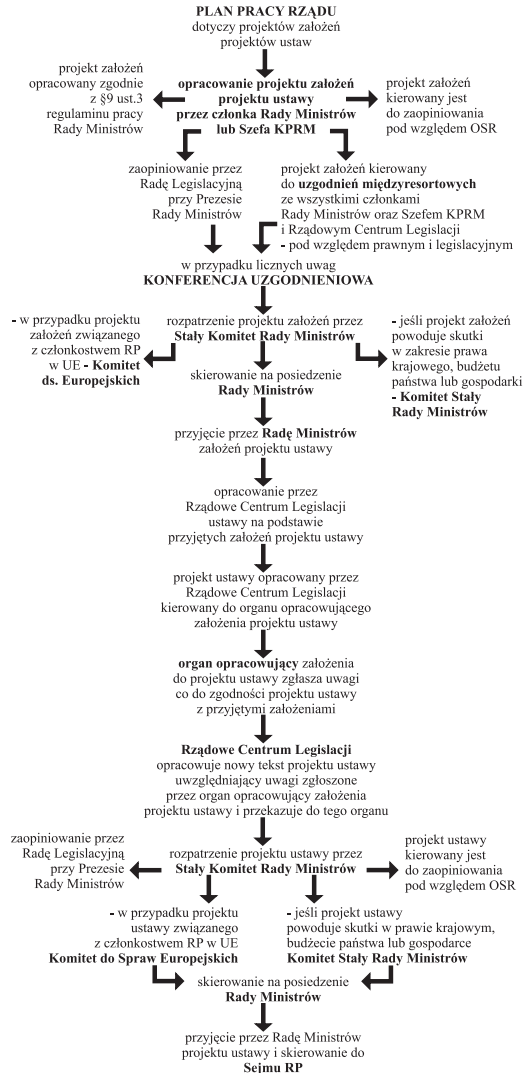 PLAN PRACY RZĄDU
dotyczy projektów założeń
projektów ustaw
projekt założeń
opracowany zgodnie
z §9 ust.3
regulaminu pracy
Rady Ministrów
opracowanie projektu założeń
projektu ustawy
przez członka Rady Ministrów
lub Szefa KPRM
projekt założeń
kierowany jest
do zaopiniowania
pod względem OSR
zaopiniowanie przez
Radę Legislacyjną
przy Prezesie
Rady Ministrów
projekt założeń kierowany
do uzgodnień międzyresortowych
ze wszystkimi członkami
Rady Ministrów oraz Szefem KPRM
i Rządowym Centrum Legislacji
- pod względem prawnym i legislacyjnym
w przypadku licznych uwag
KONFERENCJA UZGODNIENIOWA
- w przypadku projektu
założeń związanego
z członkostwem RP
w UE - Komitet
ds. Europejskich
rozpatrzenie projektu założeń przez
Stały Komitet Rady Ministrów
- jeśli projekt założeń
powoduje skutki
w zakresie prawa
krajowego, budżetu
państwa lub gospodarki
- Komitet Stały
Rady Ministrów
skierowanie na posiedzenie
Rady Ministrów
przyjęcie przez Radę Ministrów
założeń projektu ustawy
opracowanie przez
Rządowe Centrum Legislacji
ustawy na podstawie
przyjętych założeń projektu ustawy
projekt ustawy opracowany przez
Rządowe Centrum Legislacji
kierowany do organu opracowującego
założenia projektu ustawy
organ opracowujący założenia
do projektu ustawy zgłasza uwagi
co do zgodności projektu ustawy
z przyjętymi założeniami
Rządowe Centrum Legislacji
opracowuje nowy tekst projektu ustawy
uwzględniający uwagi zgłoszone
przez organ opracowujący założenia
projektu ustawy i przekazuje do tego organu
zaopiniowanie przez
Radę Legislacyjną
przy Prezesie
Rady Ministrów
rozpatrzenie projektu ustawy przez
Stały Komitet Rady Ministrów
projekt ustawy
kierowany jest
do zaopiniowania
pod względem OSR
- w przypadku projektu
ustawy związanego
z członkostwem RP w UE
Komitet do Spraw Europejskich
- jeśli projekt ustawy
powoduje skutki w prawie krajowym,
budżecie państwa lub gospodarce
Komitet Stały Rady Ministrów
skierowanie na posiedzenie
Rady Ministrów
przyjęcie przez Radę Ministrów
projektu ustawy i skierowanie do
Sejmu RP